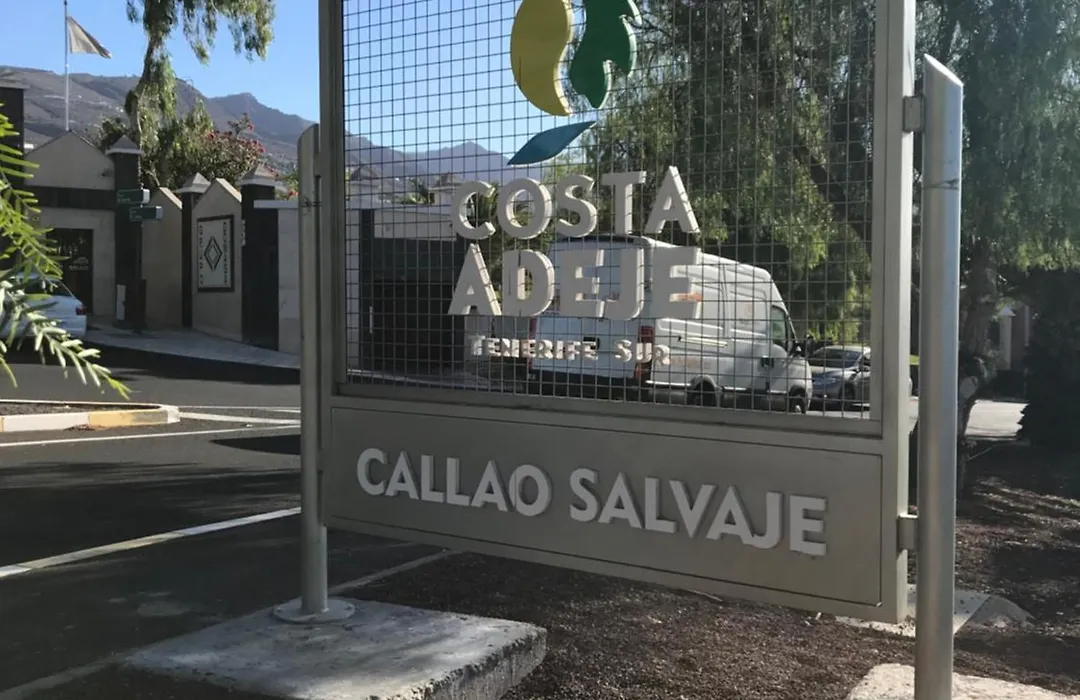 COSTA
ADEJE
TENERIFE SUR
CALLAO SALVAJE